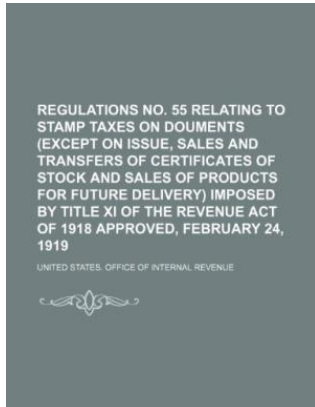 REGULATIONS NO. 55 RELATING TO
STAMP TAXES ON DOUMENTS
(EXCEPT ON ISSUE, SALES AND
TRANSFERS OF CERTIFICATES OF
STOCK AND SALES OF PRODUCTS
FOR FUTURE DELIVERY) IMPOSED
BY TITLE XI OF THE REVENUE ACT
OF 1918 APPROVED, FEBRUARY 24,
1919
UNITED STATES. OFFICE OF INTERNAL REVENUE